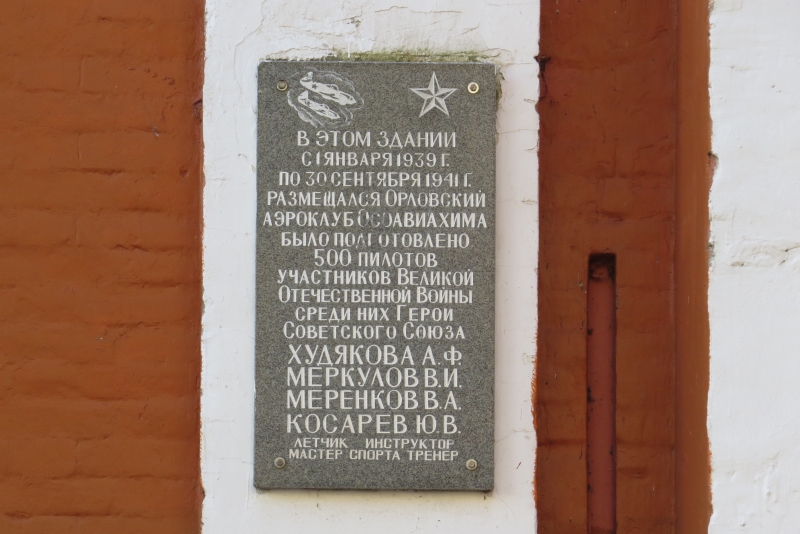 В ЭТОМ ЗДАНИИ
С 1 ЯНВАРЯ 1939 Г.
ПО 30 СЕНТЯБРЯ 1941 Г.
РАЗМЕЩАЛСЯ ОРЛОВСКИЙ
АЭРОКЛУБ ОСОАВИАХИМА
БЫЛО ПОДГОТОВЛЕНО
500 ПИЛОТОВ
УЧАСТНИКОВ ВЕЛИКОЙ
ОТЕЧЕСТВЕННОЙ ВОЙНЫ
СРЕДИ НИХ ГЕРОИ
СОВЕТСКОГО СОЮЗА
ХУДЯКОВА А. Ф.
МЕРКУЛОВ В. И.
МЕРЕНКОВ В. А.
КОСАРЕВ Ю. В.
ЛЕТЧИК ИНСТРУКТОР
МАСТЕР СПОРТА ТРЕНЕР